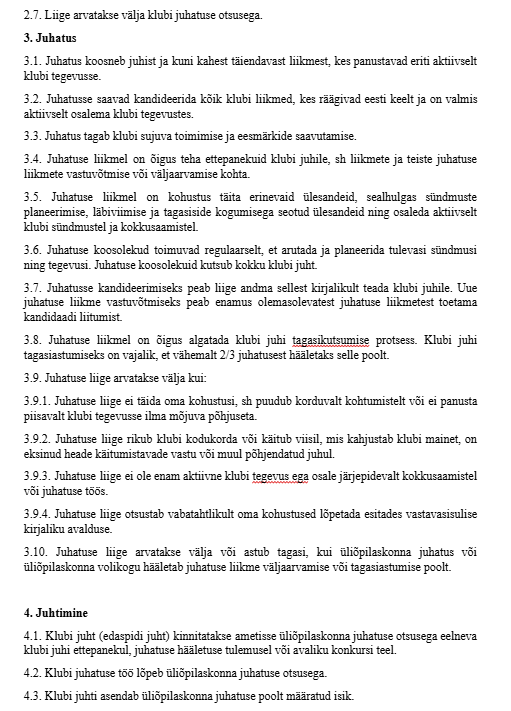 2.7. Liige arvatakse välja klubi juhatuse otsusega.
3. Juhatus
3.1. Juhatus koosneb juhist ja kuni kahest täiendavast liikmest, kes panustavad eriti aktiivselt
klubi tegevusse.
3.2. Juhatusse saavad kandideerida kõik klubi liikmed, kes räägivad eesti keelt ja on valmis
aktiivselt osalema klubi tegevustes.
3.3. Juhatus tagab klubi sujuva toimimise ja eesmärkide saavutamise.
3.4. Juhatuse liikmel on õigus teha ettepanekuid klubi juhile, sh liikmete ja teiste juhatuse
liikmete vastuvõtmise või väljaarvamise kohta.
3.5. Juhatuse liikmel on kohustus täita erinevaid ülesandeid, sealhulgas sündmuste
planeerimise, läbiviimise ja tagasiside kogumisega seotud ülesandeid ning osaleda aktiivselt
klubi sündmustel ja kokkusaamistel.
3.6. Juhatuse koosolekud toimuvad regulaarselt, et arutada ja planeerida tulevasi sündmusi
ning tegevusi. Juhatuse koosolekuid kutsub kokku klubi juht.
3.7. Juhatusse kandideerimiseks peab liige andma sellest kirjalikult teada klubi juhile. Uue
juhatuse liikme vastuvõtmiseks peab enamus olemasolevatest juhatuse liikmetest toetama
kandidaadi liitumist.
3.8. Juhatuse liikmel on õigus algatada klubi juhi tagasikutsumise protsess. Klubi juhi
tagasiastumiseks on vajalik, et vähemalt 2/3 juhatusest hääletaks selle poolt.
3.9. Juhatuse liige arvatakse välja kui:
3.9.1. Juhatuse liige ei täida oma kohustusi, sh puudub korduvalt kohtumistelt või ei panusta
piisavalt klubi tegevusse ilma mõjuva põhjuseta.
3.9.2. Juhatuse liige rikub klubi kodukorda või käitub viisil, mis kahjustab klubi mainet, on
eksinud heade käitumistavade vastu või muul põhjendatud juhul.
3.9.3. Juhatuse liige ei ole enam aktiivne klubi tegevus ega osale järjepidevalt kokkusaamistel
või juhatuse töös.
3.9.4. Juhatuse liige otsustab vabatahtlikult oma kohustused lõpetada esitades vastavasisulise
kirjaliku avalduse.
3.10. Juhatuse liige arvatakse välja või astub tagasi, kui üliõpilaskonna juhatus või
üliõpilaskonna volikogu hääletab juhatuse liikme väljaarvamise või tagasiastumise poolt.
4. Juhtimine
4.1. Klubi juht (edaspidi juht) kinnitatakse ametisse üliõpilaskonna juhatuse otsusega eelneva
klubi juhi ettepanekul, juhatuse hääletuse tulemusel või avaliku konkursi teel.
4.2. Klubi juhatuse töö lõpeb üliõpilaskonna juhatuse otsusega.
4.3. Klubi juhti asendab üliõpilaskonna juhatuse poolt määratud isik.